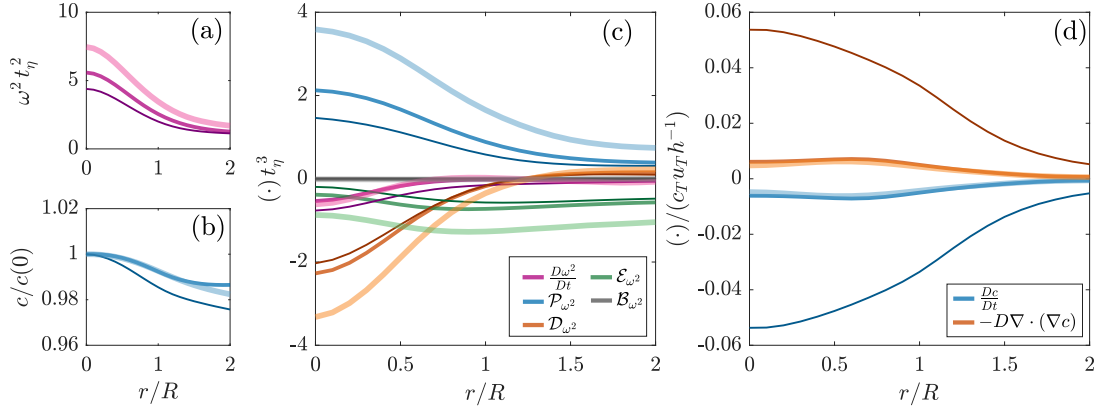 (a)
ω² t_η²
10
5
0
0 1 2
(b)
c/c(0)
1.02
1
0.98
0.96
0 1 2
r/R
(c)
(·) t_η³
4
2
0
-2
-4
0 0.5 1 1.5 2
r/R
Dω²/Dt
𝒫_ω²
𝒟_ω²
ℰ_ω²
ℬ_ω²
(d)
(·)/(c_T u_T h⁻¹)
0.06
0.04
0.02
0
-0.02
-0.04
-0.06
0 0.5 1 1.5 2
r/R
Dc/Dt
−D∇ · (∇c)